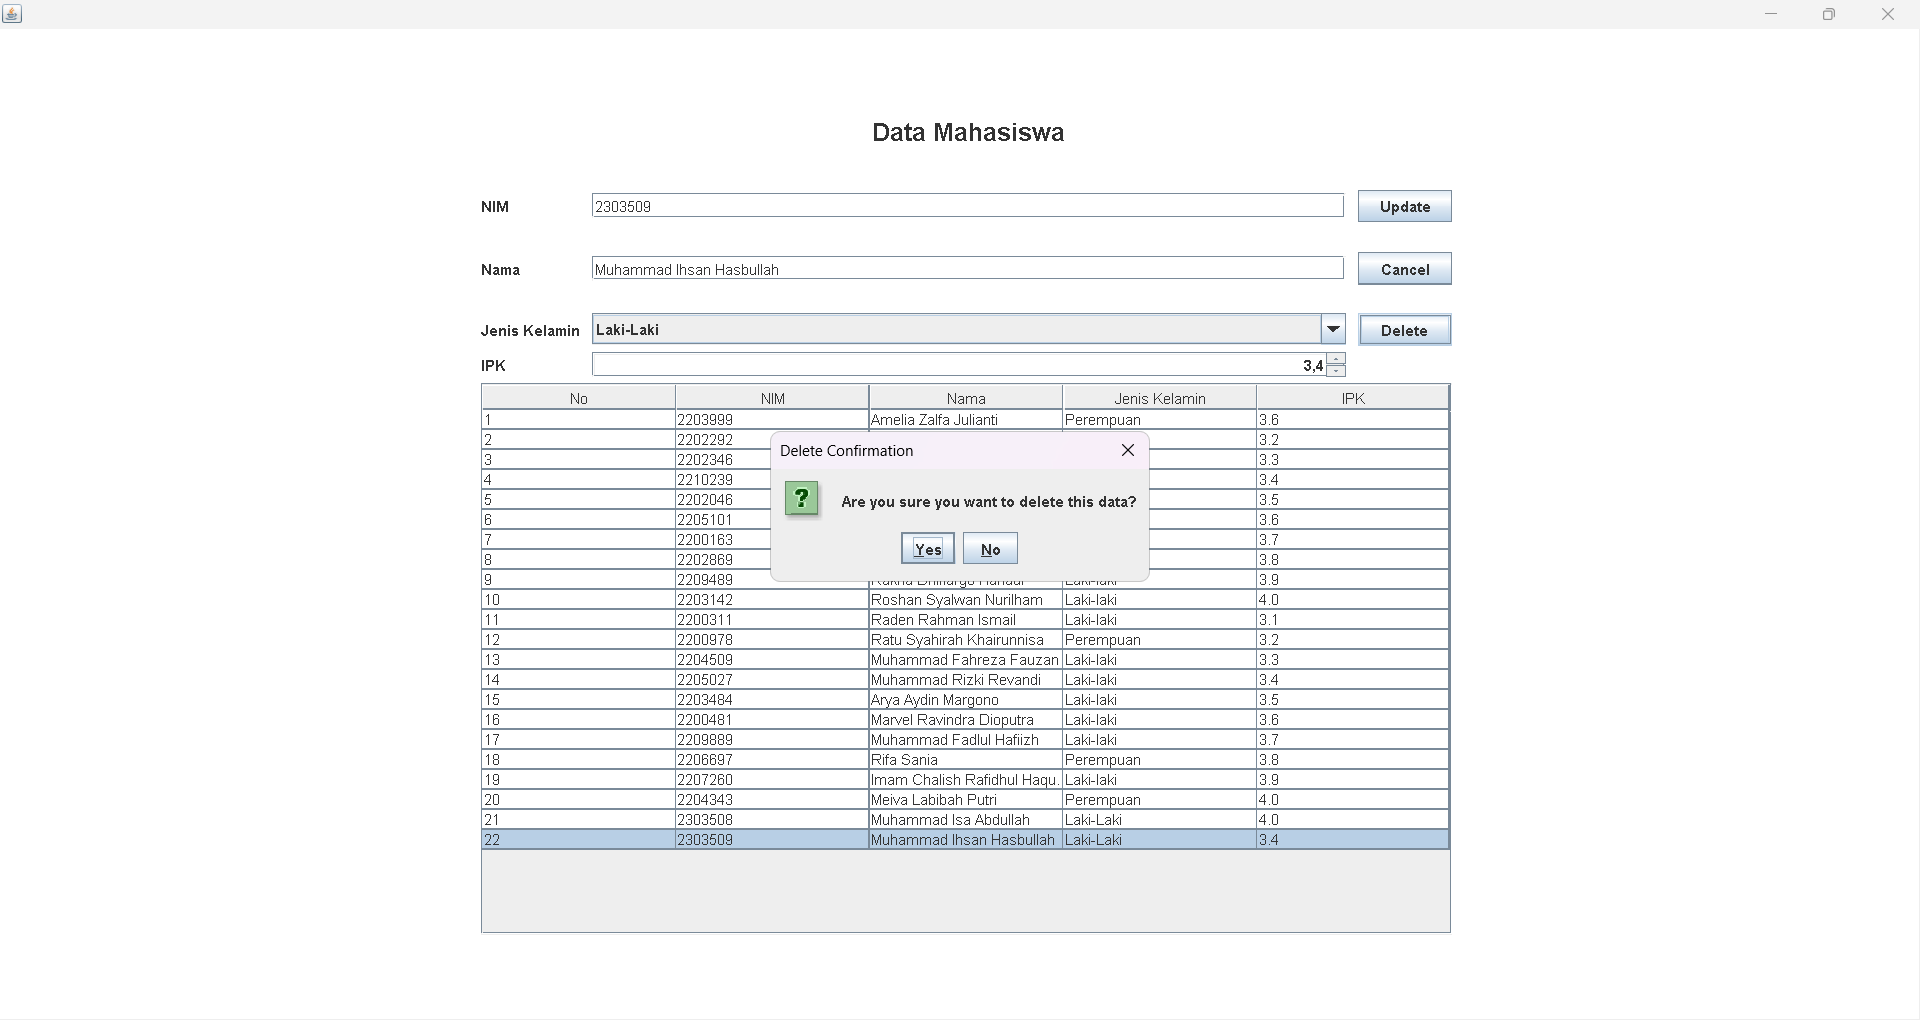 Data Mahasiswa
NIM 2303509 Update
Nama Muhammad Ihsan Hasbullah Cancel
Jenis Kelamin Laki-Laki Delete
IPK 3,4
No NIM Nama Jenis Kelamin IPK
1 2203999 Amelia Zalfa Julianti Perempuan 3.6
2 2202292 3.2
3 2202346 3.3
4 2210239 3.4
5 2202046 3.5
6 2205101 3.6
7 2200163 3.7
8 2202869 3.8
9 2209489 3.9
Delete Confirmation
Are you sure you want to delete this data?
Yes No
10 2203142 Roshan Syalwan Nurilham Laki-laki 4.0
11 2200311 Raden Rahman Ismail Laki-laki 3.1
12 2200978 Ratu Syahirah Khairunnisa Perempuan 3.2
13 2204509 Muhammad Fahreza Fauzan Laki-laki 3.3
14 2205027 Muhammad Rizki Revandi Laki-laki 3.4
15 2203484 Arya Aydin Margono Laki-laki 3.5
16 2200481 Marvel Ravindra Dioputra Laki-laki 3.6
17 2209889 Muhammad Fadlul Hafiizh Laki-laki 3.7
18 2206697 Rifa Sania Perempuan 3.8
19 2207260 Imam Chalish Rafidhul Haqu. Laki-laki 3.9
20 2204343 Meiva Labibah Putri Perempuan 4.0
21 2303508 Muhammad Isa Abdullah Laki-Laki 4.0
22 2303509 Muhammad Ihsan Hasbullah Laki-Laki 3.4